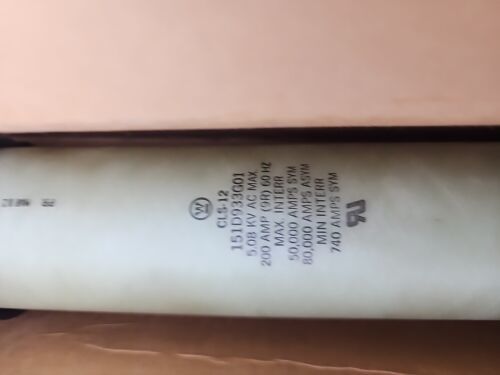 CLS-12
151D933G01
5.08 KV AC MAX.
200 AMP (0R) 60 HZ
MAX. INTERR
50,000 AMPS SYM
80,000 AMPS ASYM
MIN INTERR
740 AMPS SYM